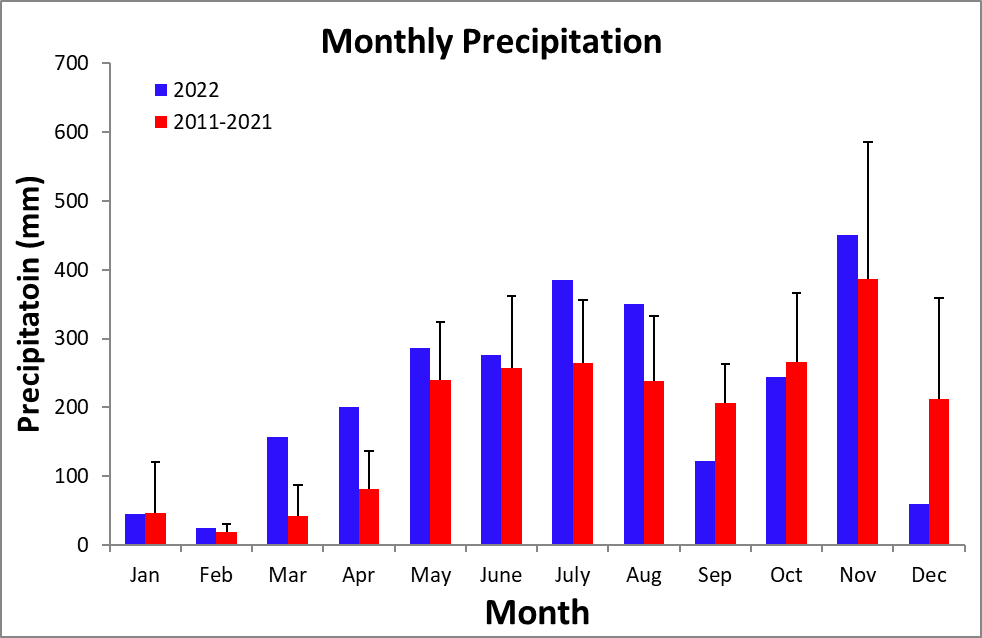 Monthly Precipitation
700
600
500
400
300
200
100
0
Precipitatoin (mm)
2022
2011-2021
Jan Feb Mar Apr May June July Aug Sep Oct Nov Dec
Month